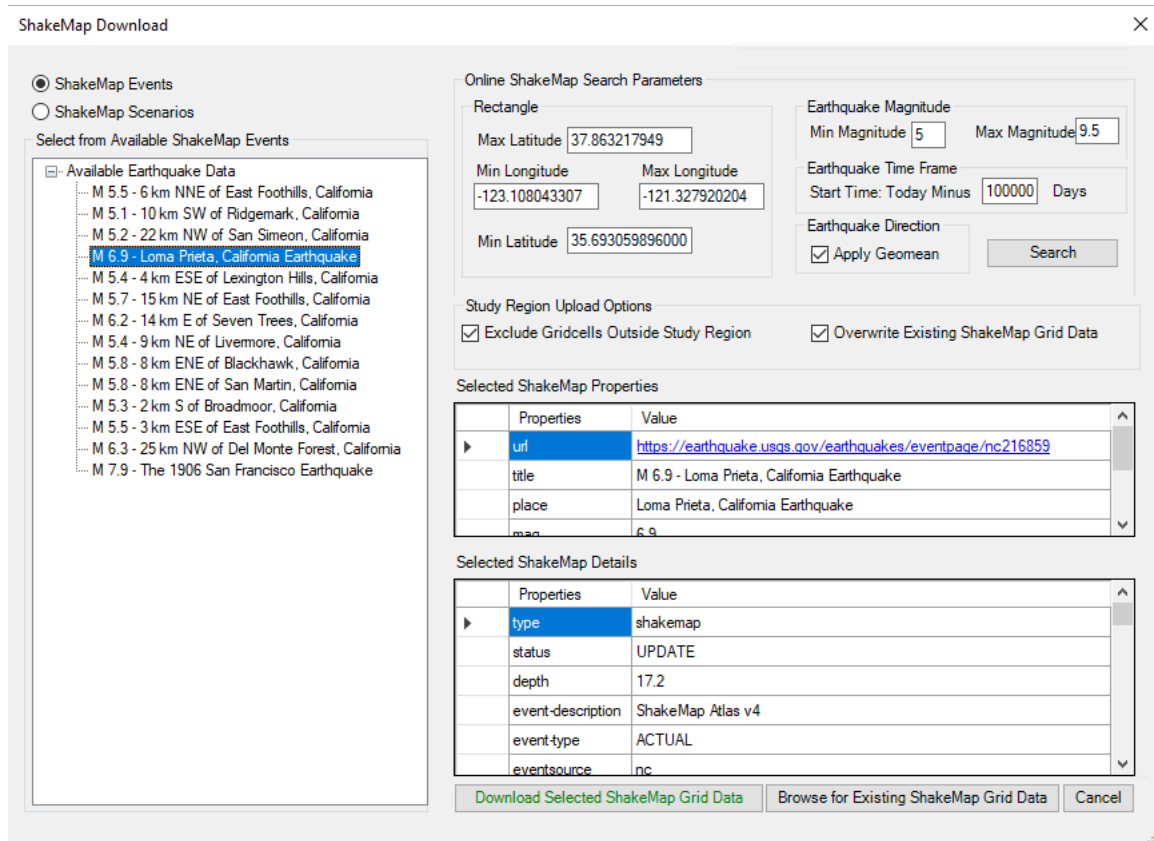 ShakeMap Download
ShakeMap Events
ShakeMap Scenarios
Select from Available ShakeMap Events
Available Earthquake Data
M 5.5 - 6 km NNE of East Foothills, California
M 5.1 - 10 km SW of Ridgemark, California
M 5.2 - 22 km NW of San Simeon, California
M 6.9 - Loma Prieta, California Earthquake
M 5.4 - 4 km ESE of Lexington Hills, California
M 5.7 - 15 km NE of East Foothills, California
M 6.2 - 14 km E of Seven Trees, California
M 5.4 - 9 km NE of Livermore, California
M 5.8 - 8 km ENE of Blackhawk, California
M 5.8 - 8 km ENE of San Martin, California
M 5.3 - 2 km S of Broadmoor, California
M 5.5 - 3 km ESE of East Foothills, California
M 6.3 - 25 km NW of Del Monte Forest, California
M 7.9 - The 1906 San Francisco Earthquake
Online ShakeMap Search Parameters
Rectangle
Max Latitude 37.863217949
Min Longitude Max Longitude
-123.108043307 -121.327920204
Min Latitude 35.693059896000
Earthquake Magnitude
Min Magnitude 5 Max Magnitude 9.5
Earthquake Time Frame
Start Time: Today Minus 100000 Days
Earthquake Direction
Apply Geomean
Search
Study Region Upload Options
Exclude Gridcells Outside Study Region Overwrite Existing ShakeMap Grid Data
Selected ShakeMap Properties
Properties Value
url https://earthquake.usgs.gov/earthquakes/eventpage/nc216859
title M 6.9 - Loma Prieta, California Earthquake
place Loma Prieta, California Earthquake
mag 6.9
Selected ShakeMap Details
Properties Value
type shakemap
status UPDATE
depth 17.2
event-description ShakeMap Atlas v4
event-type ACTUAL
eventsource nc
Download Selected ShakeMap Grid Data Browse for Existing ShakeMap Grid Data Cancel